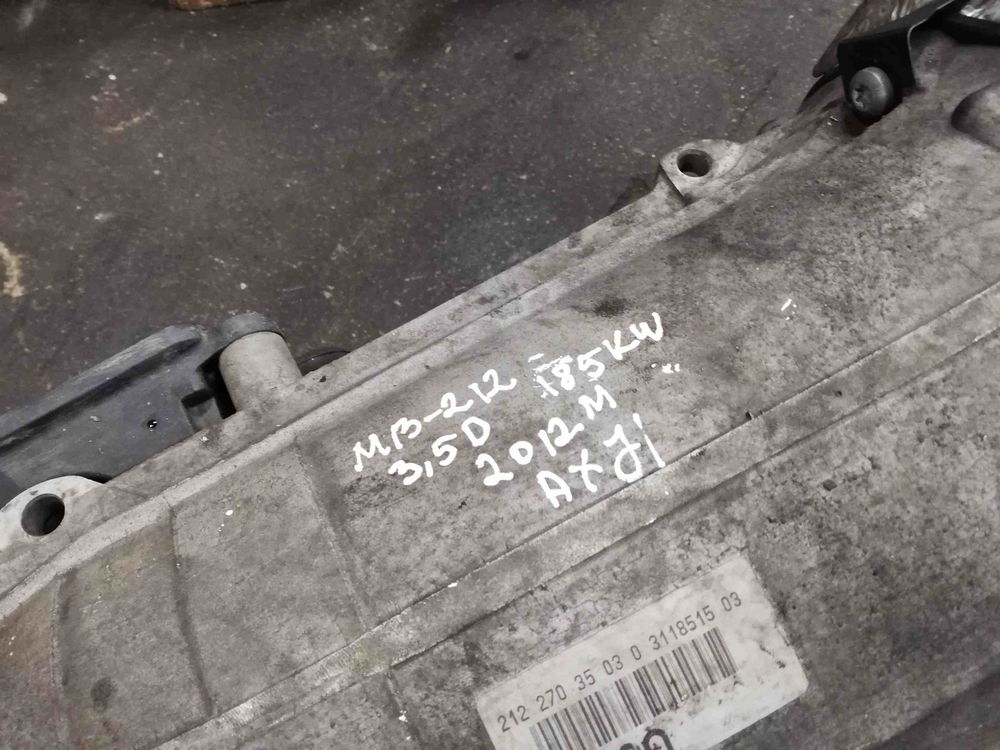 MB-212 185KW
3,5D 2012M
AXJi
212 270 35 03 0 3118515 03